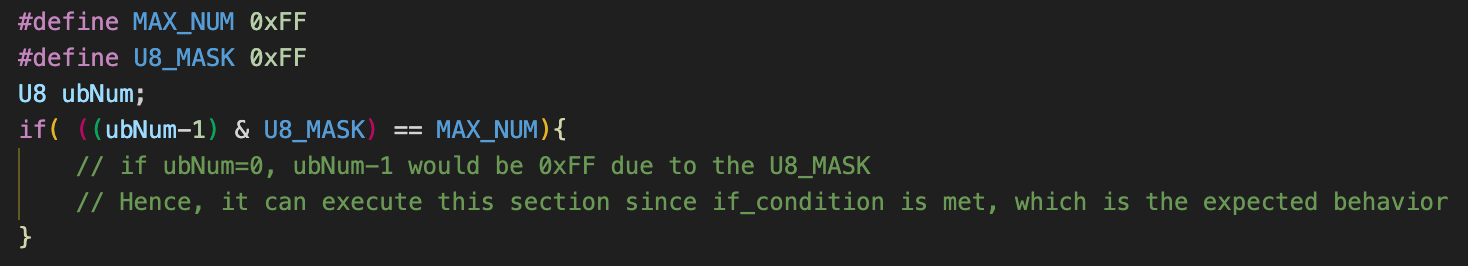 #define MAX_NUM 0xFF
#define U8_MASK 0xFF
U8 ubNum;
if( ((ubNum-1) & U8_MASK) == MAX_NUM){
    // if ubNum=0, ubNum-1 would be 0xFF due to the U8_MASK
    // Hence, it can execute this section since if_condition is met, which is the expected behavior
}